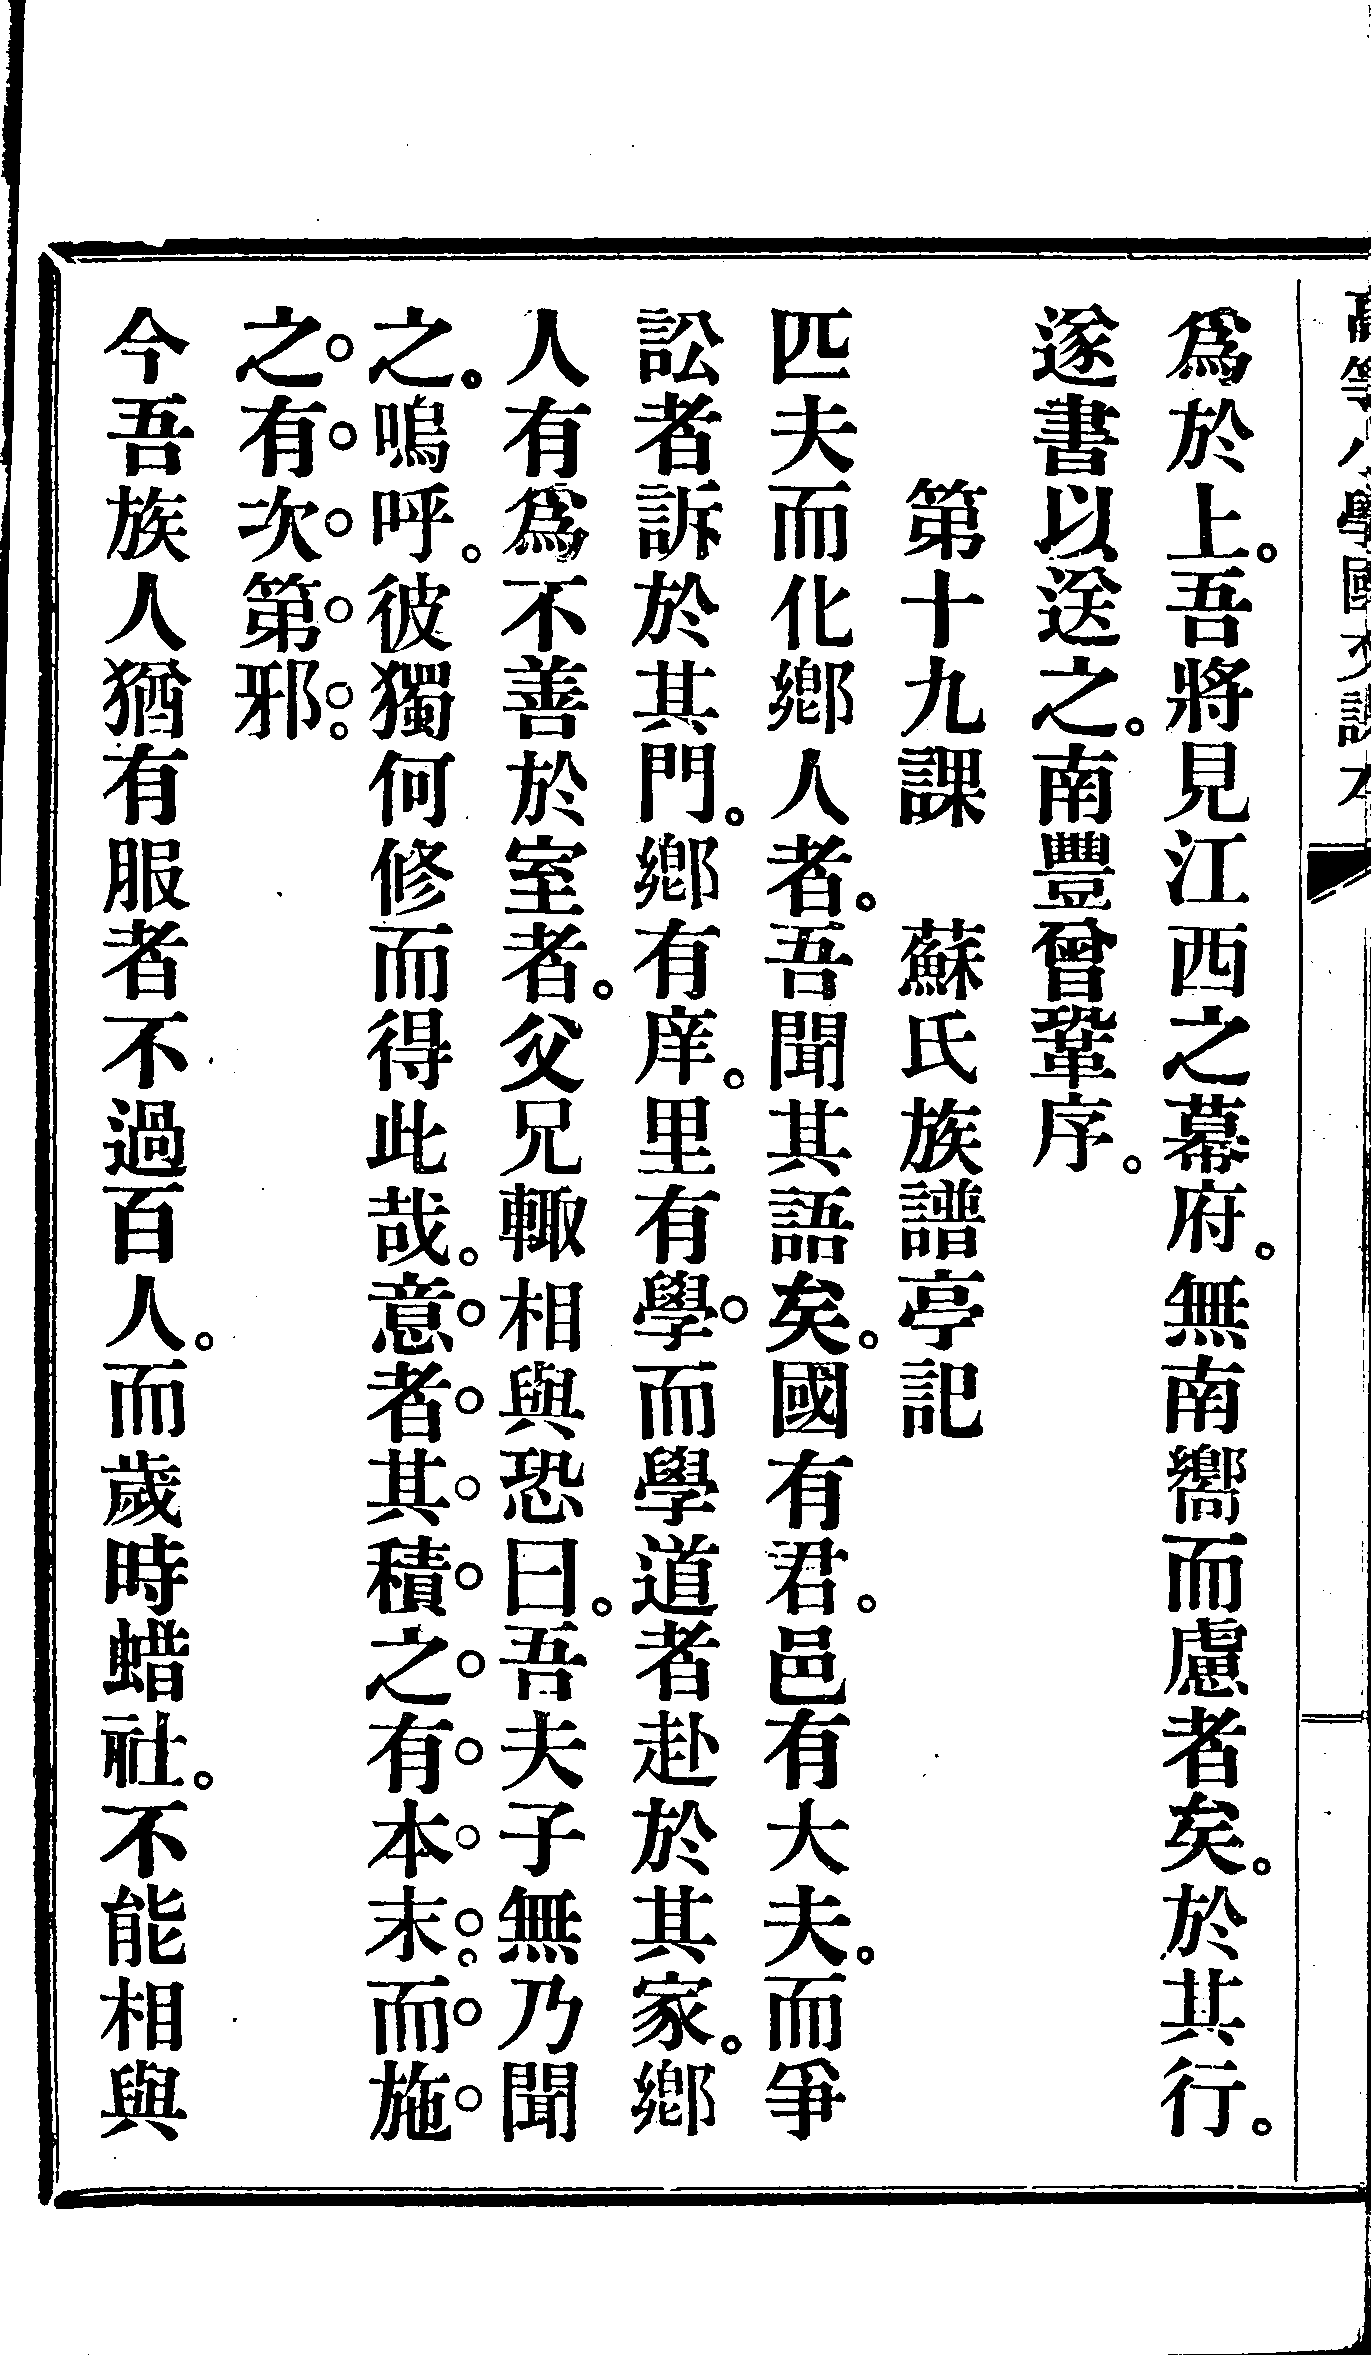 高等小學國文課本
爲於上。吾將見江西之幕府。無南嚮而慮者矣。於其行。
遂書以送之。南豐曾鞏序。
第十九課　蘇氏族譜亭記
匹夫而化鄉人者。吾聞其語矣。國有君。邑有大夫。而爭
訟者訴於其門。鄉有庠。里有學。而學道者赴於其家。鄉
人有爲不善於室者。父兄輙相與恐曰。吾夫子無乃聞
之。嗚呼。彼獨何修而得此哉。意者其積之有本末。而施
之有次第邪。
今吾族人猶有服者不過百人。而歲時蜡社。不能相與